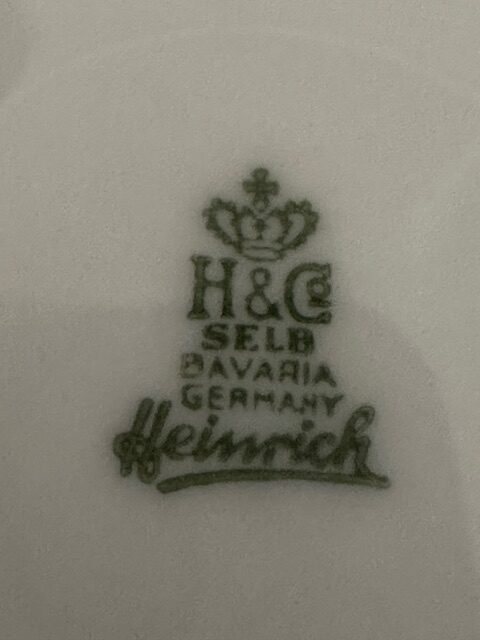 H&Co
SELB
BAVARIA
GERMANY
Heinrich